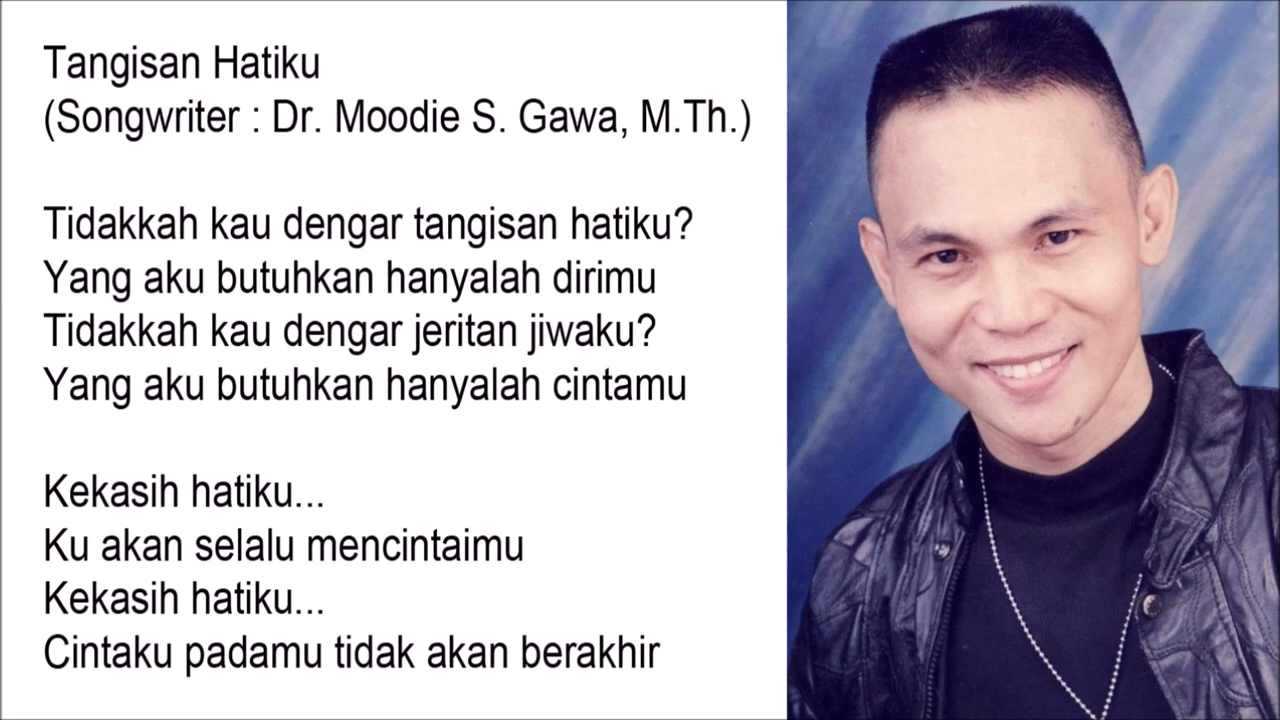 Tangisan Hatiku
(Songwriter : Dr. Moodie S. Gawa, M.Th.)
Tidakkah kau dengar tangisan hatiku?
Yang aku butuhkan hanyalah dirimu
Tidakkah kau dengar jeritan jiwaku?
Yang aku butuhkan hanyalah cintamu
Kekasih hatiku...
Ku akan selalu mencintaimu
Kekasih hatiku...
Cintaku padamu tidak akan berakhir